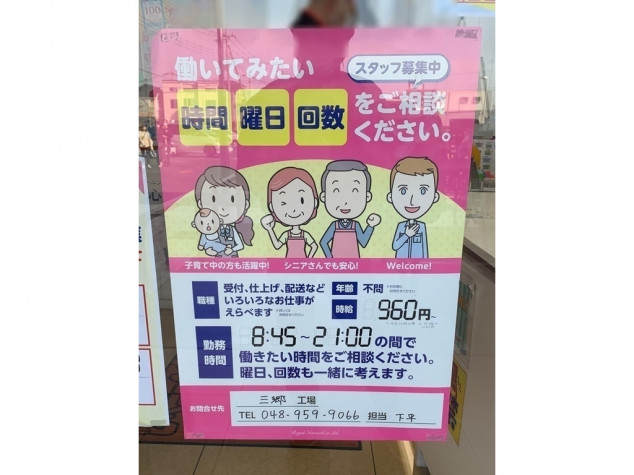 働いてみたい
スタッフ募集中
時間 曜日 回数 をご相談
ください。
子育て中の方も活躍中! シニアさんでも安心! Welcome!
職種 受付、仕上げ、配送など
いろいろなお仕事が
えらべます
年齢 不問
時給 960円~
勤務時間 8:45~21:00の間で
働きたい時間をご相談ください。
曜日、回数も一緒に考えます。
お問合せ先 三郷 工場
TEL 048-959-9066 担当 下平